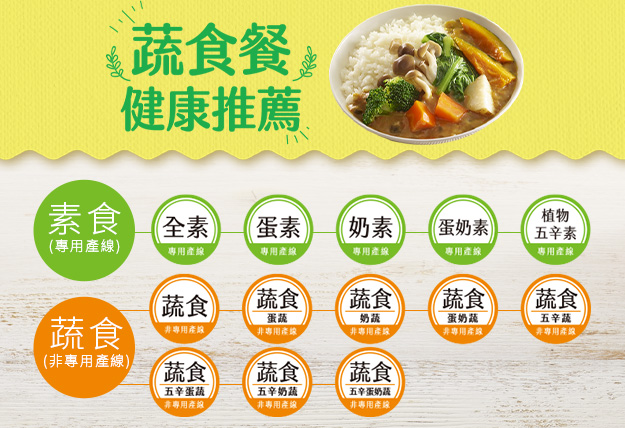 蔬食餐
健康推薦
素食
(專用產線)
全素
專用產線
蛋素
專用產線
奶素
專用產線
蛋奶素
專用產線
植物
五辛素
專用產線
蔬食
(非專用產線)
蔬食
非專用產線
蔬食
蛋蔬
非專用產線
蔬食
奶蔬
非專用產線
蔬食
蛋奶蔬
非專用產線
蔬食
五辛蔬
非專用產線
蔬食
五辛蛋蔬
非專用產線
蔬食
五辛奶蔬
非專用產線
蔬食
五辛蛋奶蔬
非專用產線